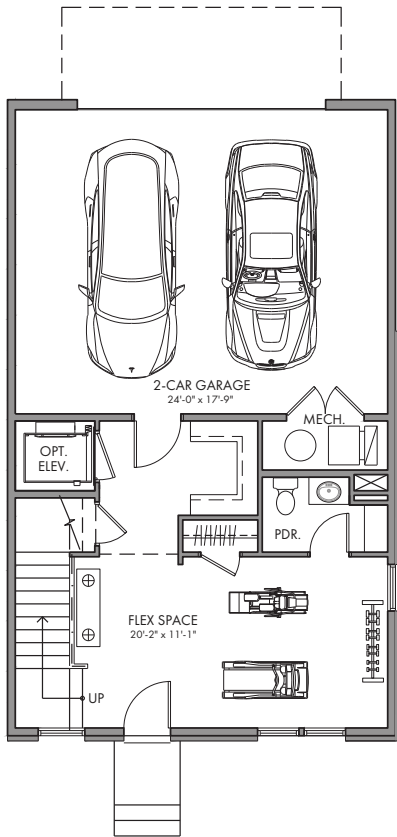 2-CAR GARAGE
24'-0" x 17'-9"
MECH.
OPT.
ELEV.
PDR.
FLEX SPACE
20'-2" x 11'-1"
UP